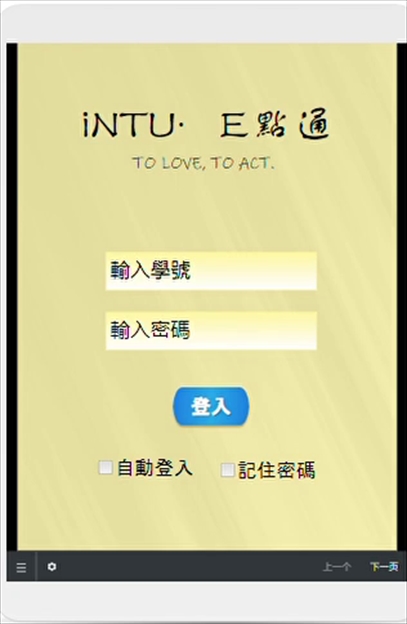 iNTU· E點通
TO LOVE, TO ACT.
輸入學號
輸入密碼
登入
自動登入 記住密碼
上一个 下一页